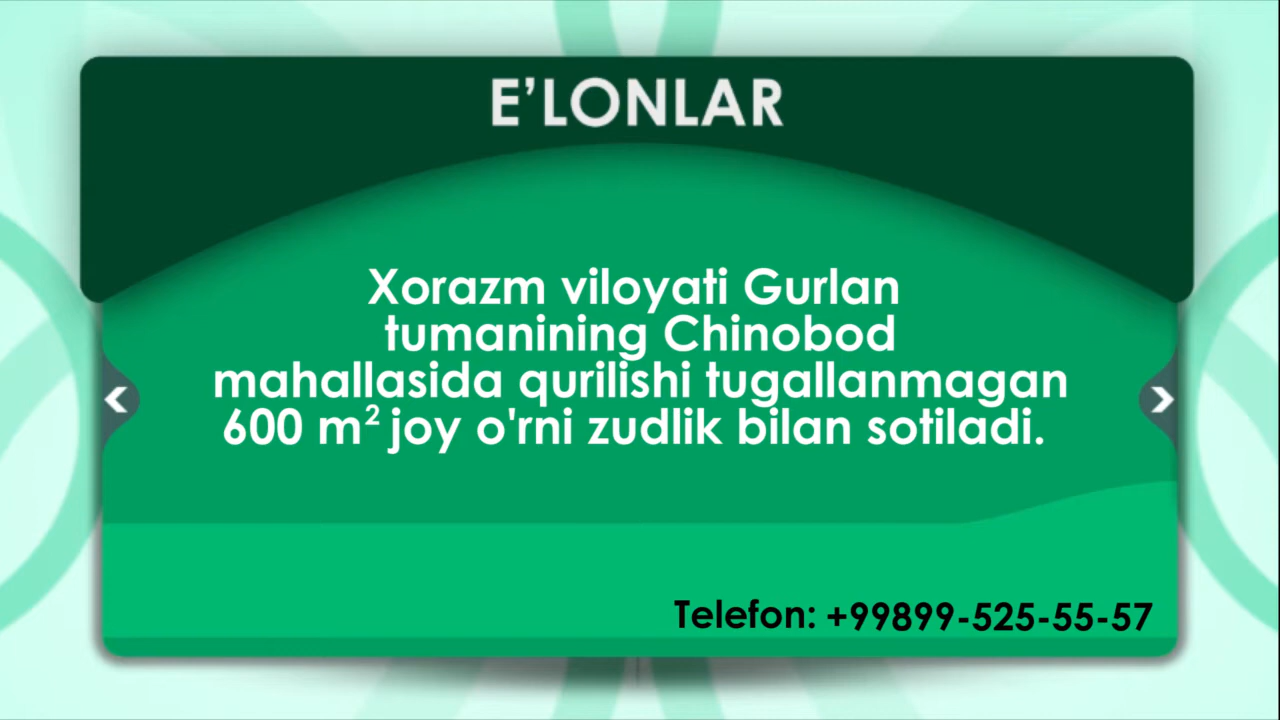 E’LONLAR
Xorazm viloyati Gurlan
tumanining Chinobod
mahallasida qurilishi tugallanmagan
600 m² joy o'rni zudlik bilan sotiladi.
Telefon: +99899-525-55-57